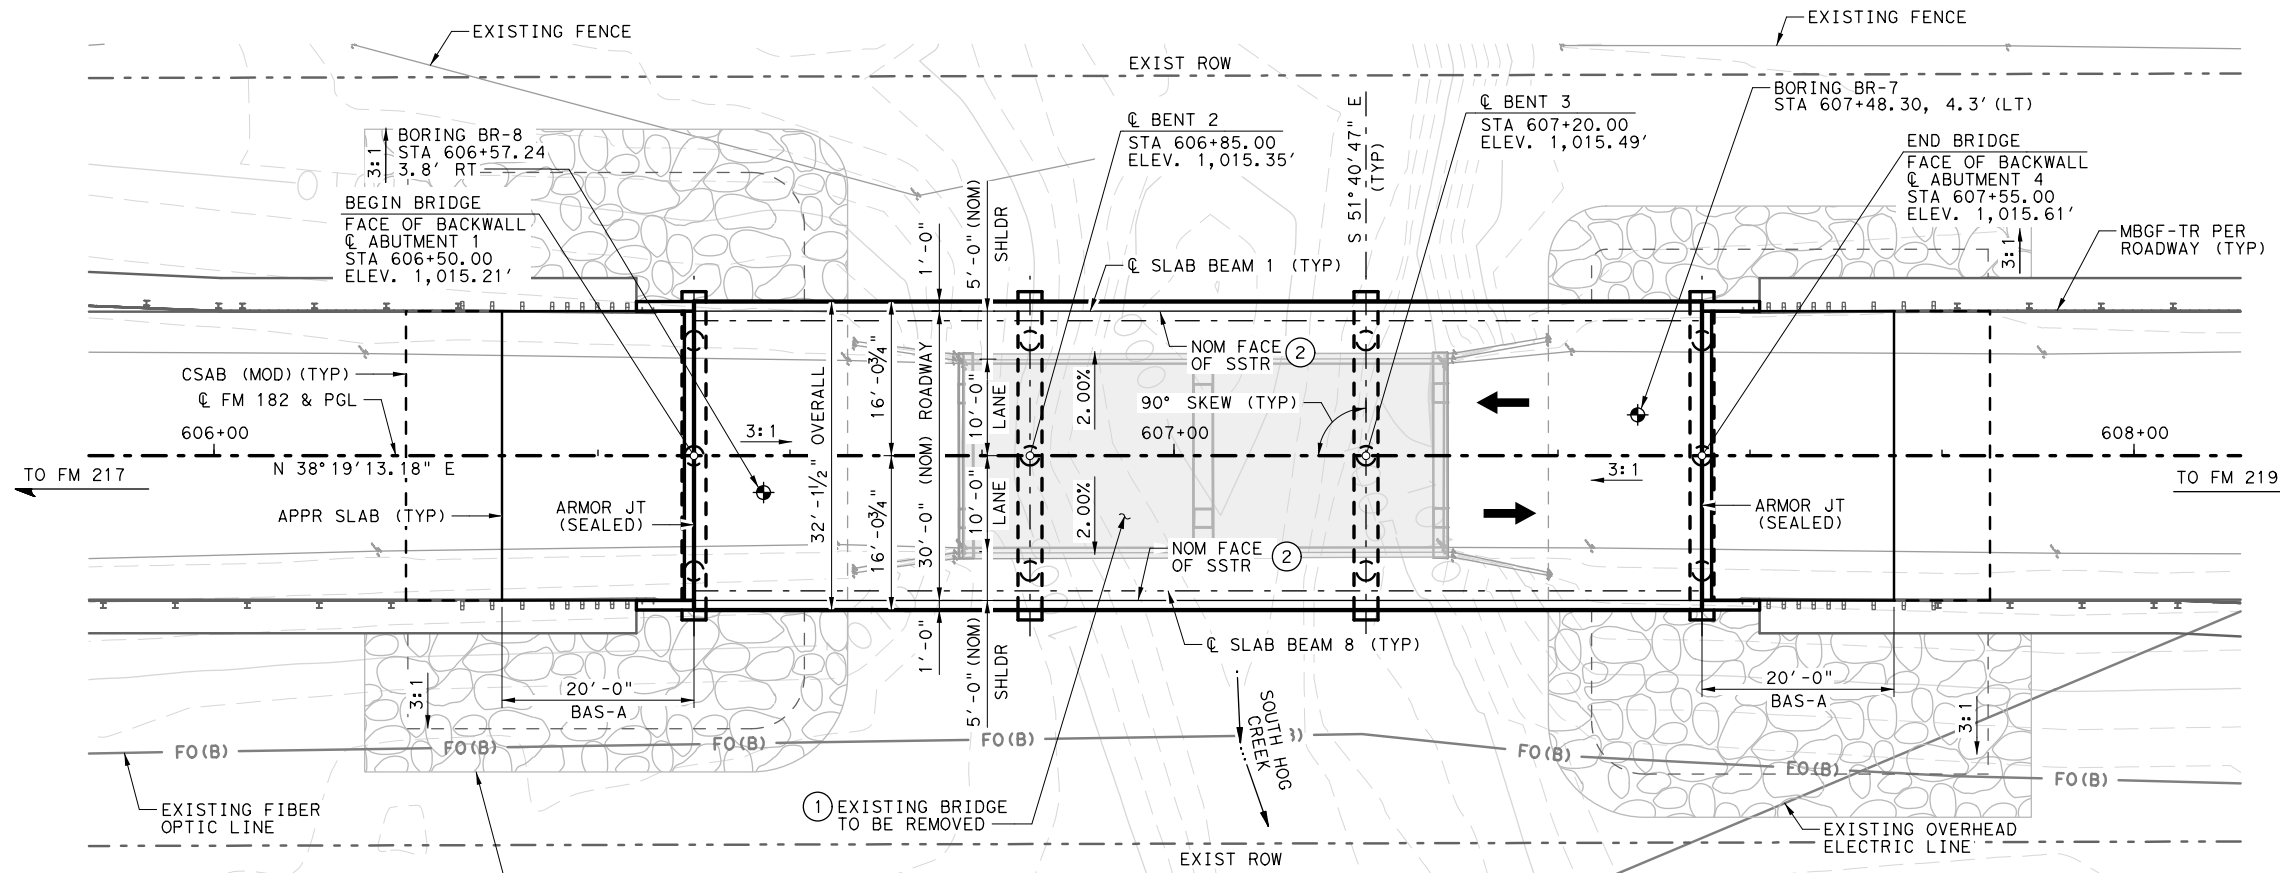 EXISTING FENCE
EXIST ROW
EXISTING FENCE
BORING BR-8
STA 606+57.24
3.8' RT
3:1
BEGIN BRIDGE
FACE OF BACKWALL
℄ ABUTMENT 1
STA 606+50.00
ELEV. 1,015.21'
℄ BENT 2
STA 606+85.00
ELEV. 1,015.35'
S 51°40'47" E
(TYP)
℄ BENT 3
STA 607+20.00
ELEV. 1,015.49'
BORING BR-7
STA 607+48.30, 4.3' (LT)
END BRIDGE
FACE OF BACKWALL
℄ ABUTMENT 4
STA 607+55.00
ELEV. 1,015.61'
3:1
MBGF-TR PER
ROADWAY (TYP)
1'-0"
5'-0" (NOM)
SHLDR
℄ SLAB BEAM 1 (TYP)
NOM FACE
OF SSTR
2
CSAB (MOD) (TYP)
℄ FM 182 & PGL
606+00
N 38°19'13.18" E
TO FM 217
APPR SLAB (TYP)
ARMOR JT
(SEALED)
3:1
32'-1½" OVERALL
16'-0¾"
16'-0¾"
30'-0" (NOM) ROADWAY
10'-0"
LANE
10'-0"
LANE
2.00%
2.00%
90° SKEW (TYP)
607+00
3:1
608+00
TO FM 219
ARMOR JT
(SEALED)
NOM FACE
OF SSTR
2
℄ SLAB BEAM 8 (TYP)
1'-0"
5'-0" (NOM)
SHLDR
3:1
20'-0"
BAS-A
20'-0"
BAS-A
3:1
SOUTH HOG
CREEK
FO(B)
FO(B)
FO(B)
FO(B)
FO(B)
FO(B)
FO(B)
EXISTING FIBER
OPTIC LINE
1
EXISTING BRIDGE
TO BE REMOVED
EXIST ROW
EXISTING OVERHEAD
ELECTRIC LINE